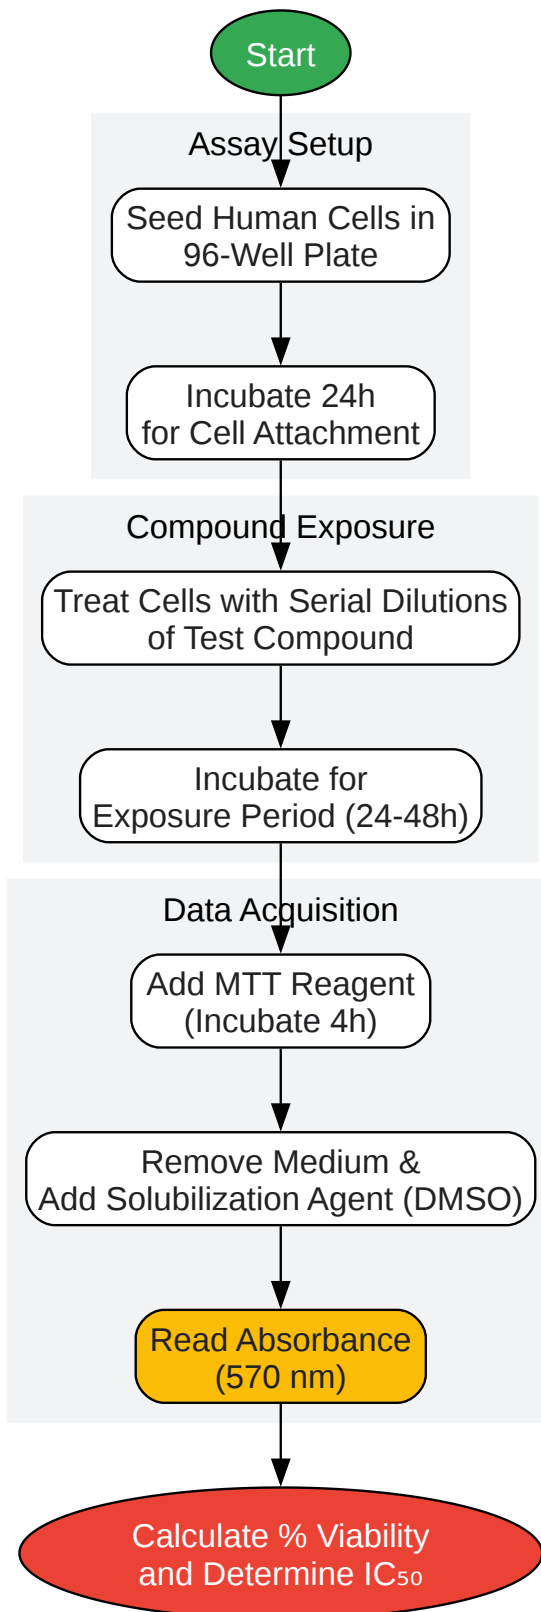 Start
Assay Setup
Seed Human Cells in
96-Well Plate
Incubate 24h
for Cell Attachment
Compound Exposure
Treat Cells with Serial Dilutions
of Test Compound
Incubate for
Exposure Period (24-48h)
Data Acquisition
Add MTT Reagent
(Incubate 4h)
Remove Medium &
Add Solubilization Agent (DMSO)
Read Absorbance
(570 nm)
Calculate % Viability
and Determine IC₅₀